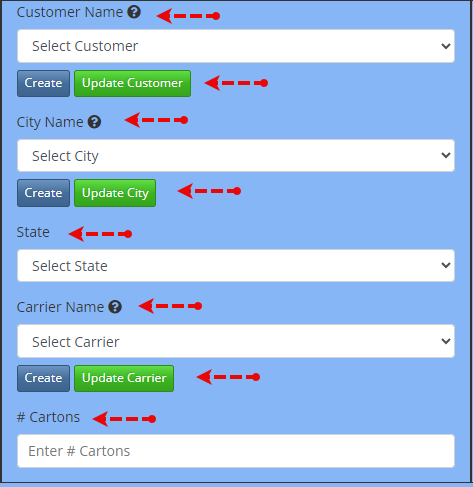 Customer Name
Select Customer
Create Update Customer
City Name
Select City
Create Update City
State
Select State
Carrier Name
Select Carrier
Create Update Carrier
# Cartons
Enter # Cartons